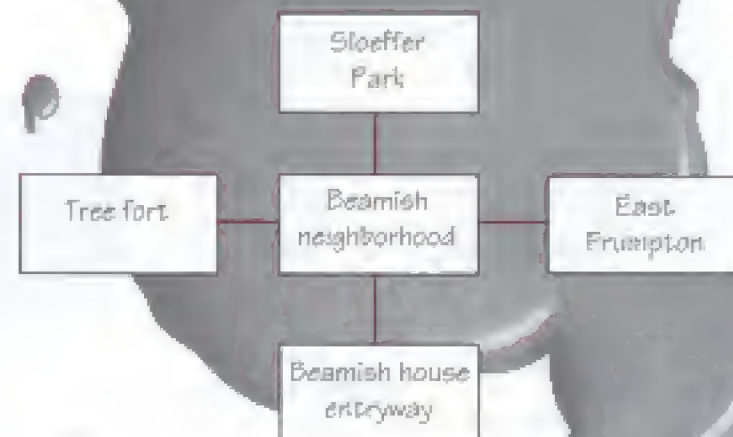 Sloeffer
Park
Tree fort
Beamish
neighborhood
East
Frumpton
Beamish house
entryway